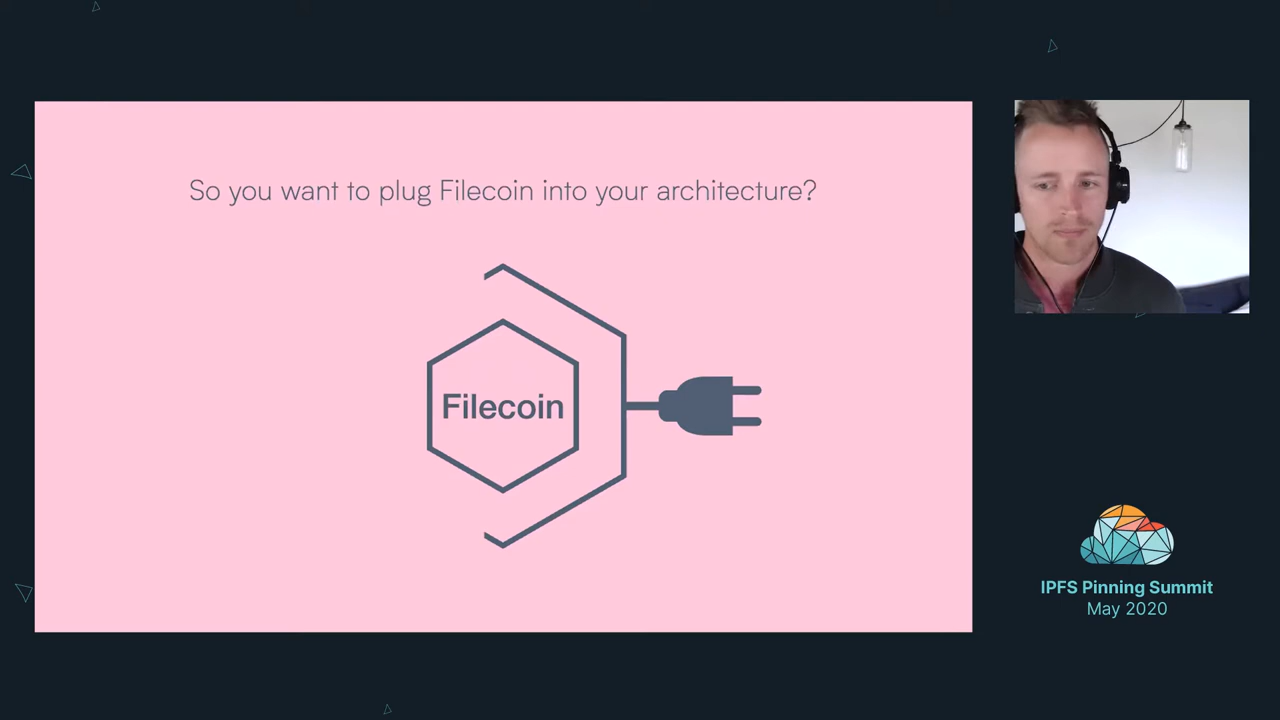 So you want to plug Filecoin into your architecture?
Filecoin
IPFS Pinning Summit
May 2020